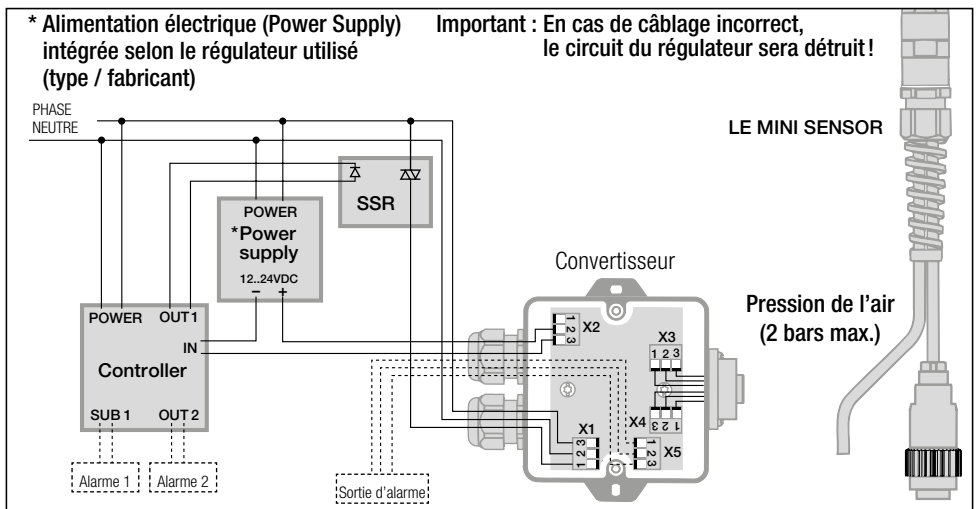 * Alimentation électrique (Power Supply)
intégrée selon le régulateur utilisé
(type / fabricant)
Important : En cas de câblage incorrect,
le circuit du régulateur sera détruit !
PHASE
NEUTRE
LE MINI SENSOR
SSR
POWER
*Power
supply
12..24VDC
– +
Convertisseur
Pression de l'air
(2 bars max.)
POWER OUT1
IN
Controller
SUB 1 OUT 2
Alarme 1 Alarme 2
Sortie d'alarme
1
2
3
X2
X3
1 2 3
X4
3 2 1
X1
3
2
1
X5
1
2
3